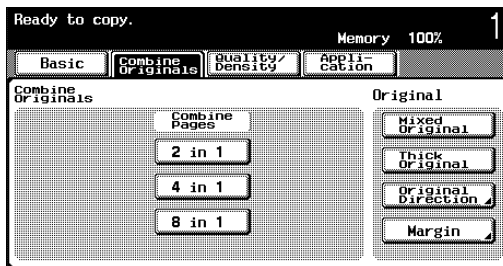 Ready to copy.
Memory 100% 1
Basic
Combine
Originals
Quality/
Density
Appli-
cation
Combine
Originals
Original
Combine
Pages
2 in 1
4 in 1
8 in 1
Mixed
Original
Thick
Original
Original
Direction
Margin